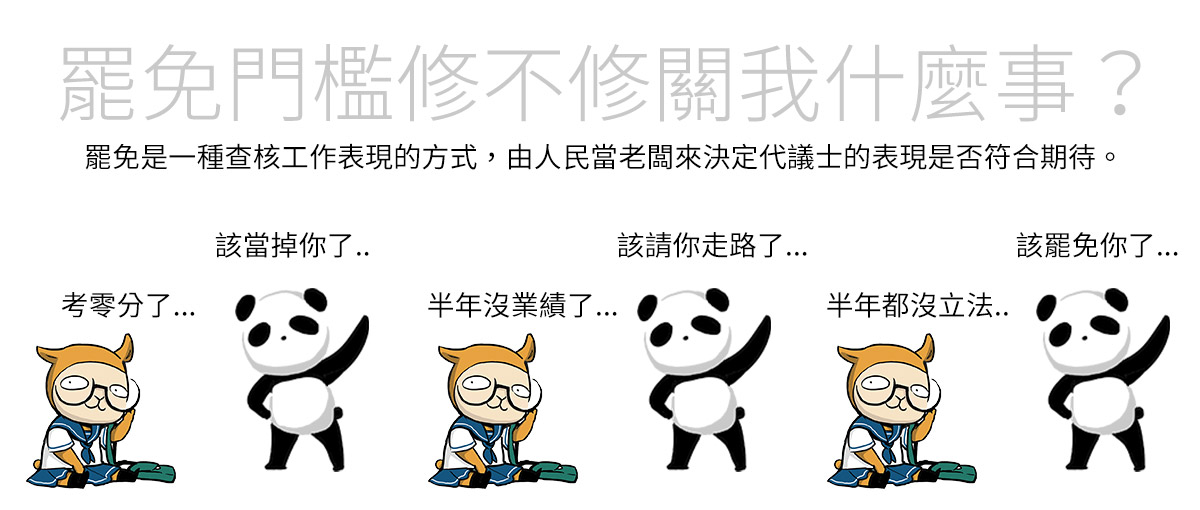 罷免門檻修不修關我什麼事？
罷免是一種查核工作表現的方式，由人民當老闆來決定代議士的表現是否符合期待。
考零分了...
該當掉你了..
半年沒業績了...
該請你走路了...
半年都沒立法..
該罷免你了...